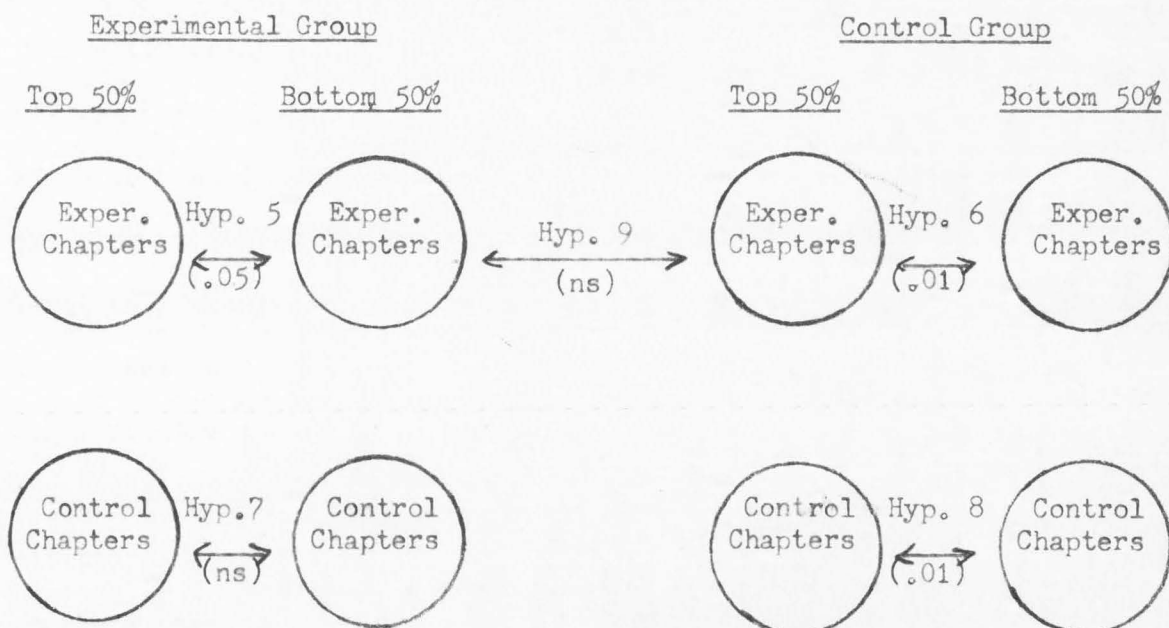 Experimental Group Control Group
Top 50% Bottom 50% Top 50% Bottom 50%
Exper. Hyp. 5 Exper. Hyp. 9 Exper. Hyp. 6 Exper.
Chapters (.05) Chapters (ns) Chapters (.01) Chapters
Control Hyp.7 Control Control Hyp. 8 Control
Chapters (ns) Chapters Chapters (.01) Chapters